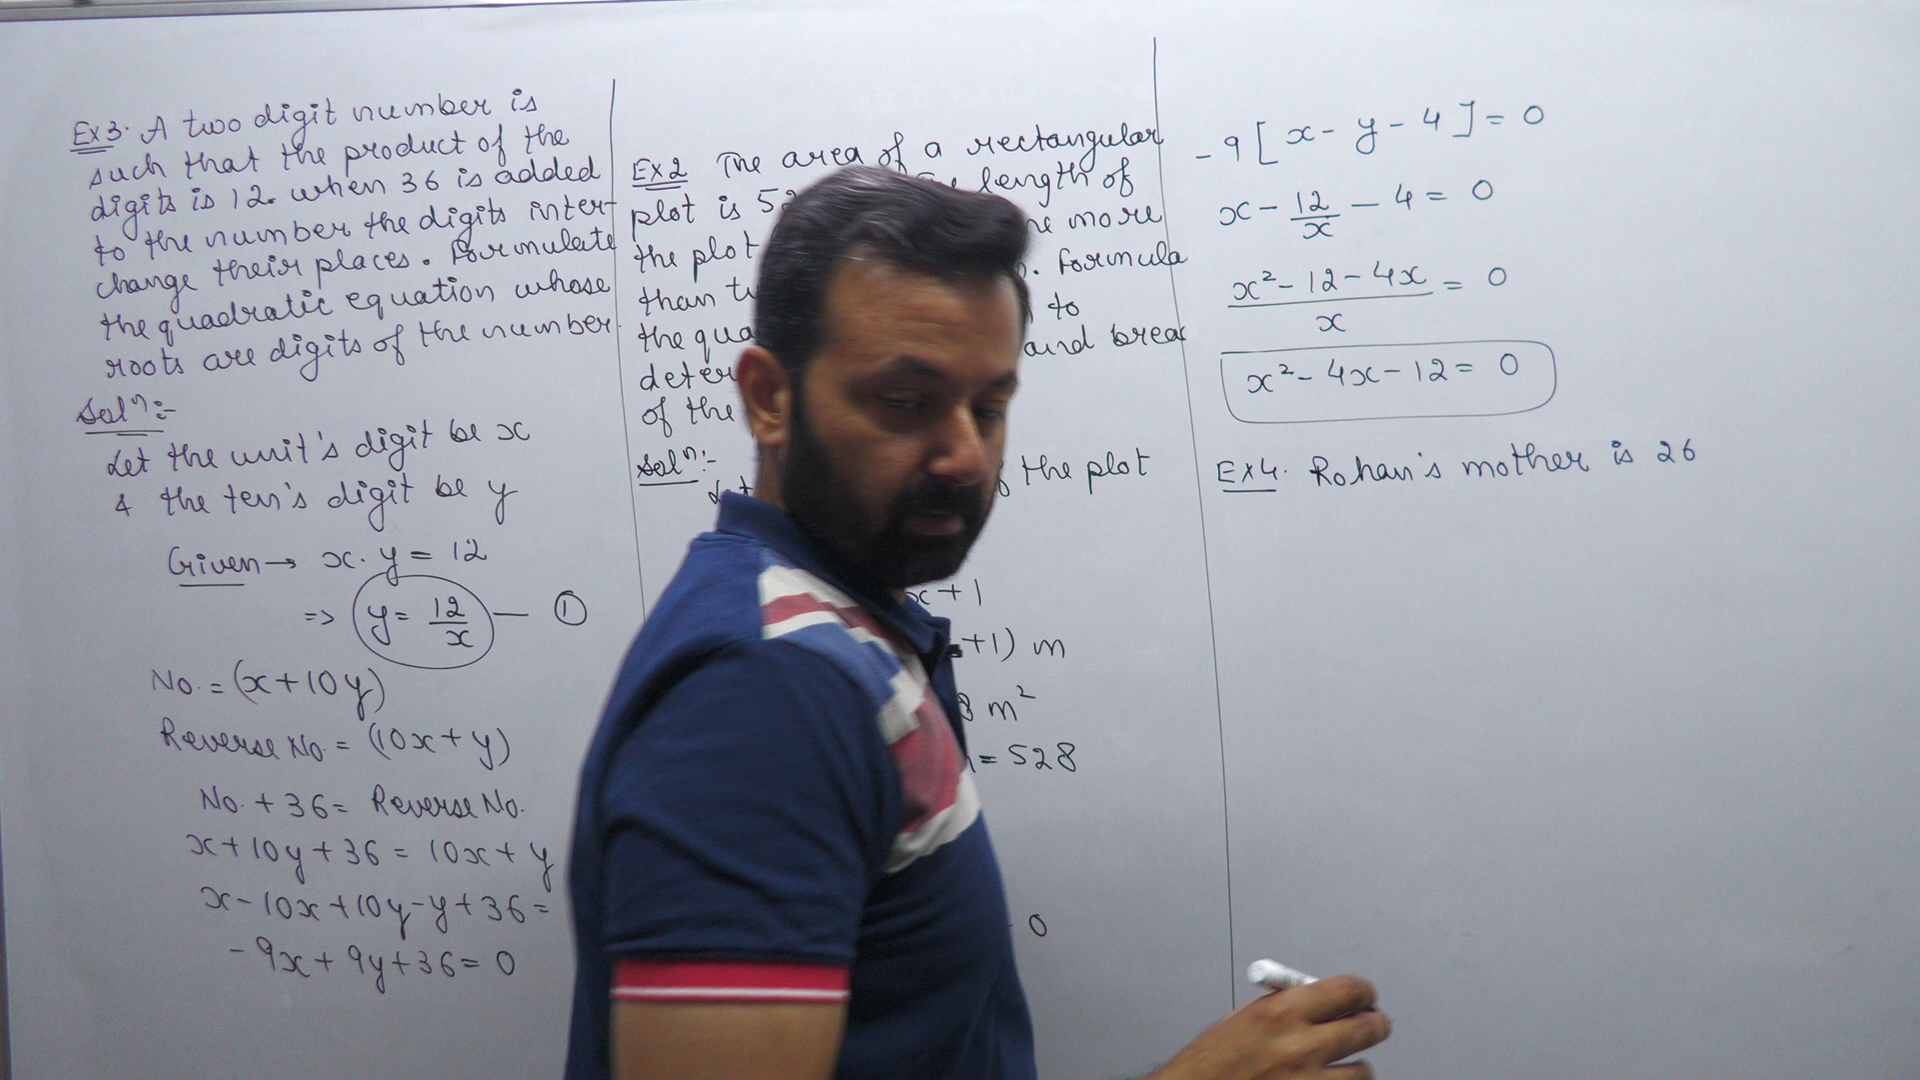 Ex3. A two digit number is
such that the product of the
digits is 12. when 36 is added
to the number the digits inter-
change their places. Formulate
the quadratic equation whose
roots are digits of the number.
Solⁿ:-
Let the unit's digit be x
& the ten's digit be y
Given → x. y = 12
=> y = 12/x — ①
No. = (x+10y)
Reverse No. = (10x+y)
No. + 36 = Reverse No.
x+10y+36 = 10x+y
x-10x+10y-y+36 =
-9x+9y+36 = 0
Ex2 The area of a rectangular
plot is 52 length of
the plot more
than . Formula
the to
and break
of the
Solⁿ:-
the plot
x+1
+1) m
8 m²
= 528
0
-9[x-y-4] = 0
x - 12/x - 4 = 0
x²-12-4x/x = 0
x²-4x-12 = 0
Ex4. Rohan's mother is 26